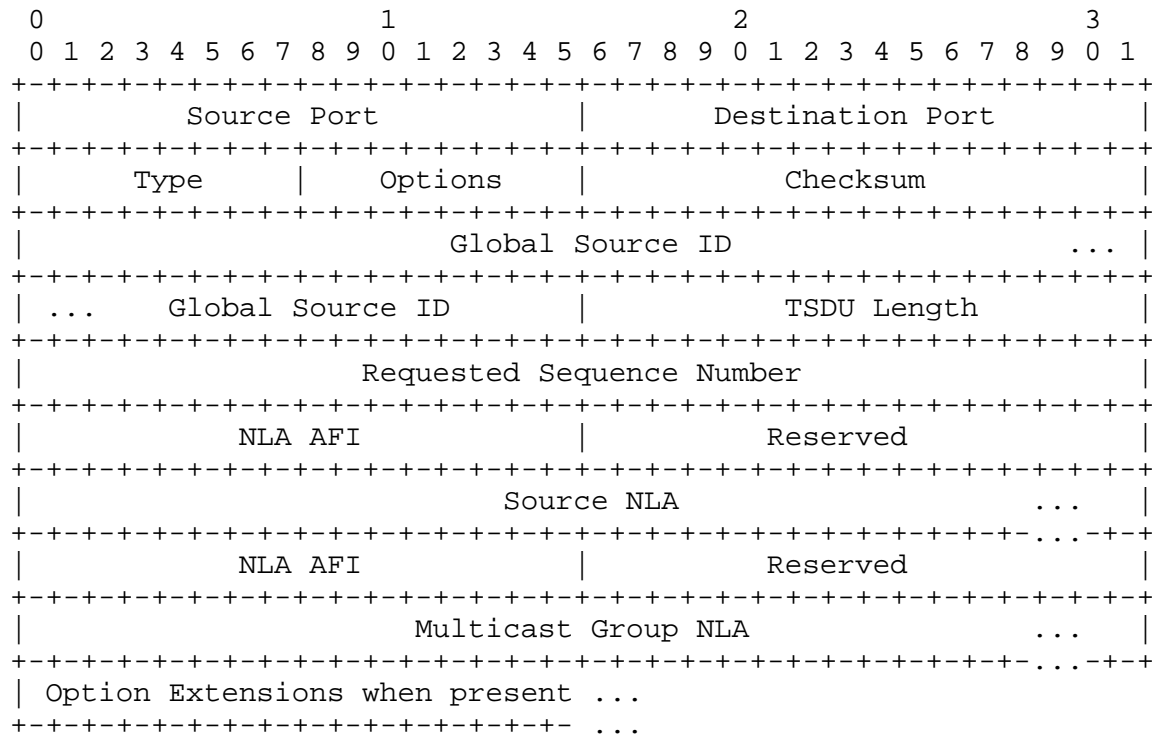 0                   1                   2                   3
 0 1 2 3 4 5 6 7 8 9 0 1 2 3 4 5 6 7 8 9 0 1 2 3 4 5 6 7 8 9 0 1
+-+-+-+-+-+-+-+-+-+-+-+-+-+-+-+-+-+-+-+-+-+-+-+-+-+-+-+-+-+-+-+-+
|         Source Port           |       Destination Port        |
+-+-+-+-+-+-+-+-+-+-+-+-+-+-+-+-+-+-+-+-+-+-+-+-+-+-+-+-+-+-+-+-+
|      Type     |    Options    |           Checksum            |
+-+-+-+-+-+-+-+-+-+-+-+-+-+-+-+-+-+-+-+-+-+-+-+-+-+-+-+-+-+-+-+-+
|                        Global Source ID                   ... |
+-+-+-+-+-+-+-+-+-+-+-+-+-+-+-+-+-+-+-+-+-+-+-+-+-+-+-+-+-+-+-+-+
| ...    Global Source ID       |           TSDU Length         |
+-+-+-+-+-+-+-+-+-+-+-+-+-+-+-+-+-+-+-+-+-+-+-+-+-+-+-+-+-+-+-+-+
|                   Requested Sequence Number                   |
+-+-+-+-+-+-+-+-+-+-+-+-+-+-+-+-+-+-+-+-+-+-+-+-+-+-+-+-+-+-+-+-+
|            NLA AFI            |          Reserved             |
+-+-+-+-+-+-+-+-+-+-+-+-+-+-+-+-+-+-+-+-+-+-+-+-+-+-+-+-+-+-+-+-+
|                           Source NLA                    ...   |
+-+-+-+-+-+-+-+-+-+-+-+-+-+-+-+-+-+-+-+-+-+-+-+-+-+-+-+-+-...-+-+
|            NLA AFI            |          Reserved             |
+-+-+-+-+-+-+-+-+-+-+-+-+-+-+-+-+-+-+-+-+-+-+-+-+-+-+-+-+-+-+-+-+
|                      Multicast Group NLA                ...   |
+-+-+-+-+-+-+-+-+-+-+-+-+-+-+-+-+-+-+-+-+-+-+-+-+-+-+-+-+-...-+-+
| Option Extensions when present ...
+-+-+-+-+-+-+-+-+-+-+-+-+-+-+-+- ...